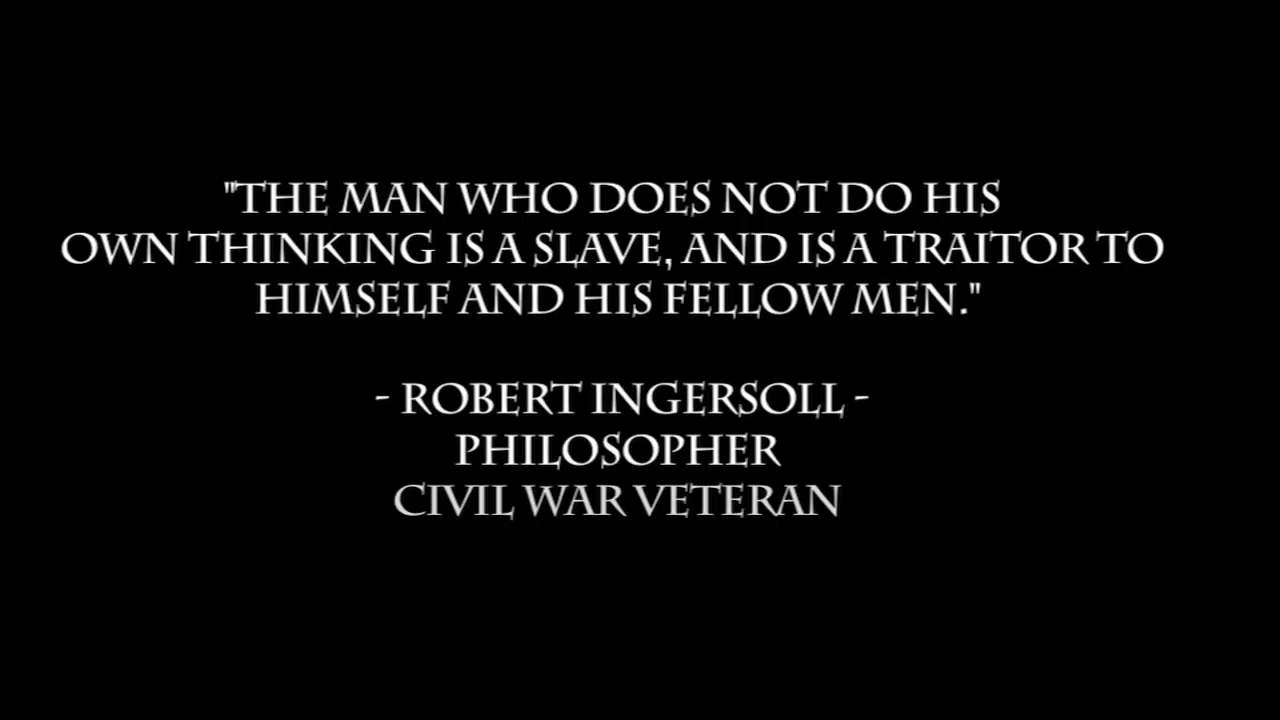 "THE MAN WHO DOES NOT DO HIS
OWN THINKING IS A SLAVE, AND IS A TRAITOR TO
HIMSELF AND HIS FELLOW MEN."
- ROBERT INGERSOLL -
PHILOSOPHER
CIVIL WAR VETERAN